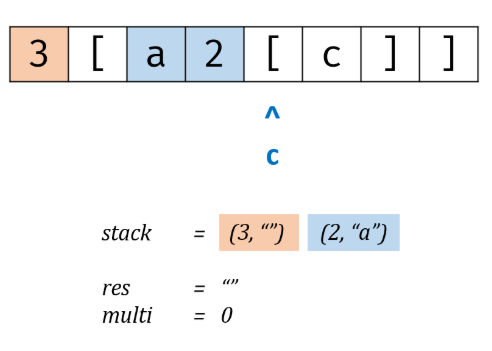 3 [ a 2 [ c ] ]
^
c
stack = (3, “”) (2, “a”)
res = “”
multi = 0